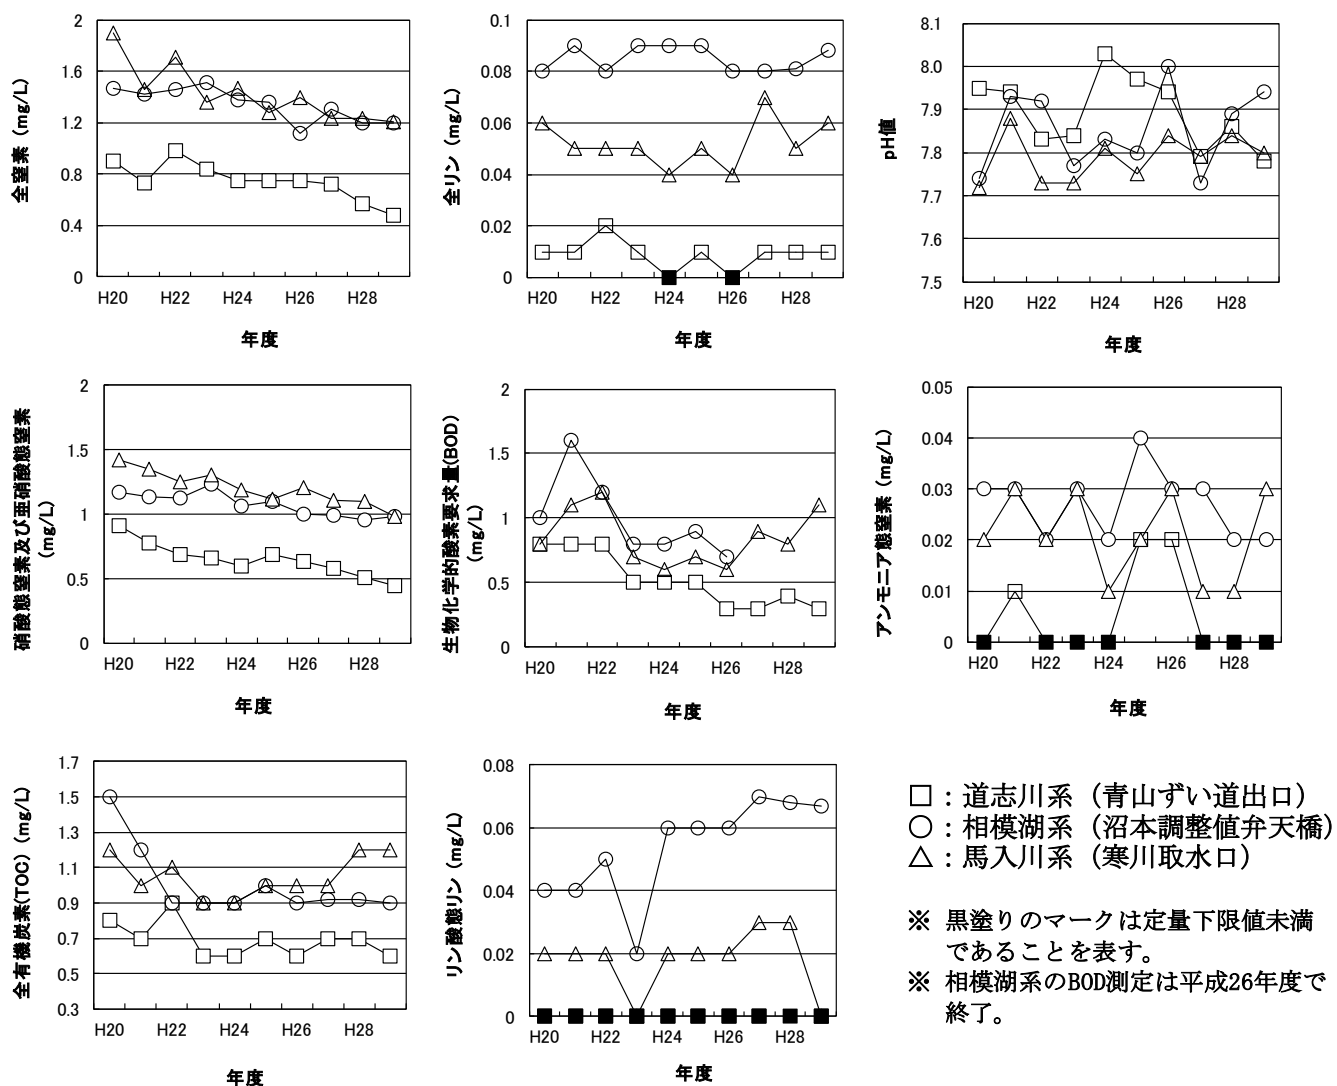 全窒素（mg/L）
2
1.6
1.2
0.8
0.4
0
H20 H22 H24 H26 H28
年度
全リン（mg/L）
0.1
0.08
0.06
0.04
0.02
0
H20 H22 H24 H26 H28
年度
pH値
8.1
8.0
7.9
7.8
7.7
7.6
7.5
H20 H22 H24 H26 H28
年度
硝酸態窒素及び亜硝酸態窒素
(mg/L)
2
1.5
1
0.5
0
H20 H22 H24 H26 H28
年度
生物化学的酸素要求量(BOD)
(mg/L)
2
1.5
1
0.5
0
H20 H22 H24 H26 H28
年度
アンモニア態窒素（mg/L）
0.05
0.04
0.03
0.02
0.01
0
H20 H22 H24 H26 H28
年度
全有機炭素(TOC)（mg/L）
1.7
1.5
1.3
1.1
0.9
0.7
0.5
0.3
H20 H22 H24 H26 H28
年度
リン酸態リン（mg/L）
0.08
0.06
0.04
0.02
0
H20 H22 H24 H26 H28
年度
□：道志川系（青山ずい道出口）
○：相模湖系（沼本調整値弁天橋）
△：馬入川系（寒川取水口）
※ 黒塗りのマークは定量下限値未満
であることを表す。
※ 相模湖系のBOD測定は平成26年度で
終了。